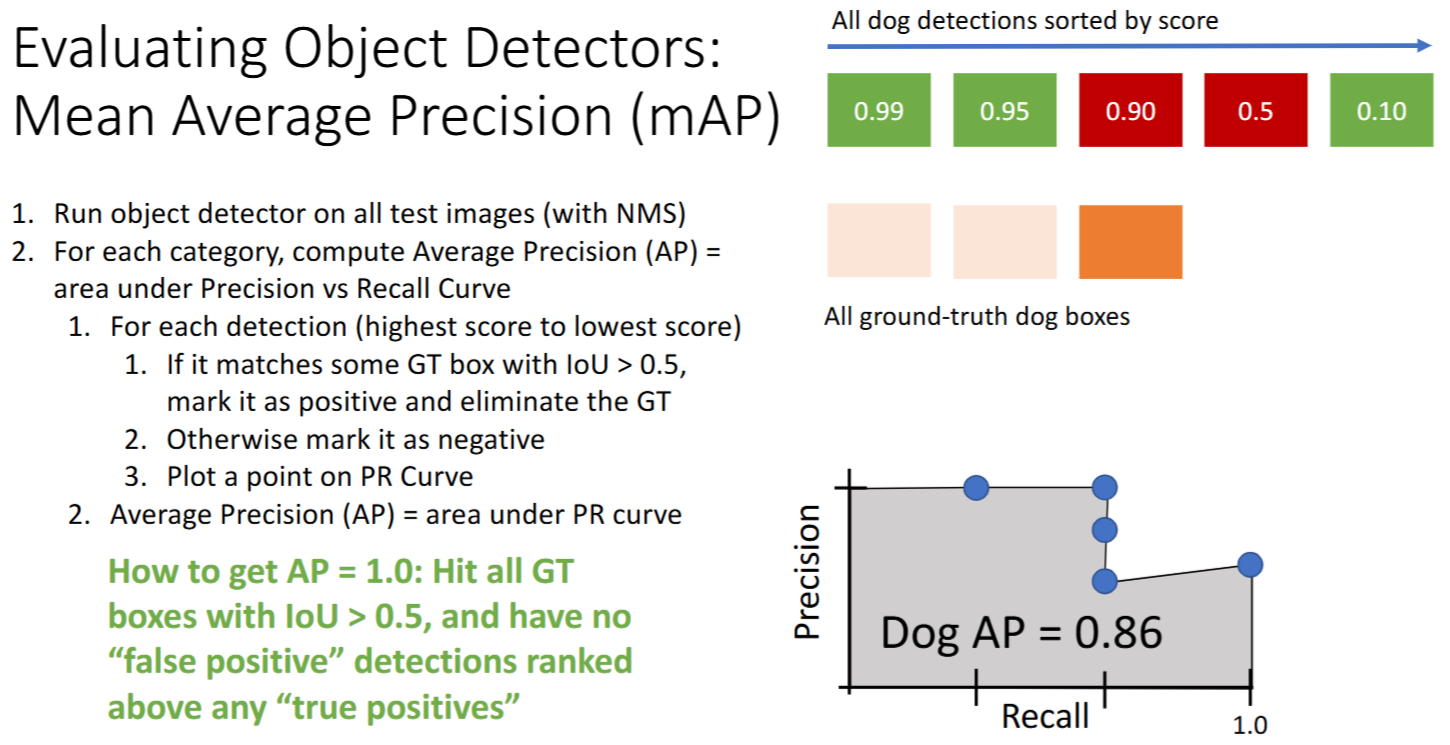 Evaluating Object Detectors:
Mean Average Precision (mAP)
1. Run object detector on all test images (with NMS)
2. For each category, compute Average Precision (AP) =
area under Precision vs Recall Curve
1. For each detection (highest score to lowest score)
1. If it matches some GT box with IoU > 0.5,
mark it as positive and eliminate the GT
2. Otherwise mark it as negative
3. Plot a point on PR Curve
2. Average Precision (AP) = area under PR curve
How to get AP = 1.0: Hit all GT
boxes with IoU > 0.5, and have no
“false positive” detections ranked
above any “true positives”
All dog detections sorted by score
0.99 0.95 0.90 0.5 0.10
All ground-truth dog boxes
Precision
Dog AP = 0.86
Recall
1.0